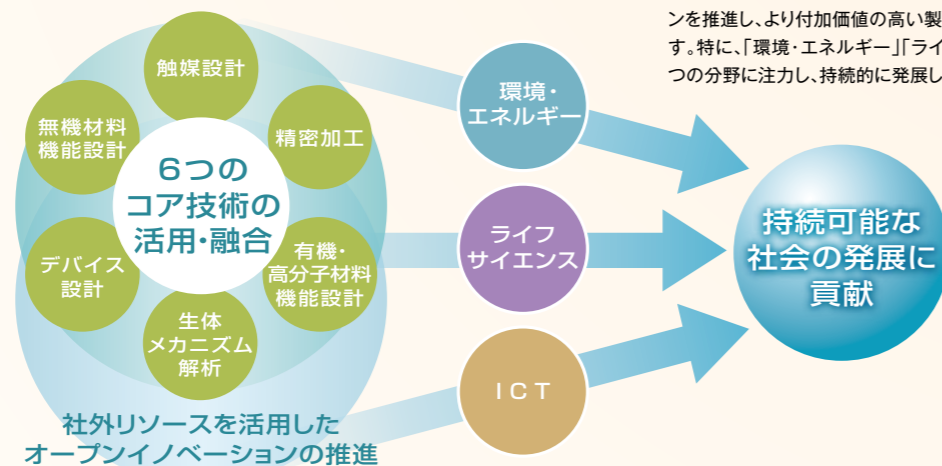 ンを推進し、より付加価値の高い製
す。特に、「環境・エネルギー」「ライ
つの分野に注力し、持続的に発展し
触媒設計
無機材料
機能設計
精密加工
6つの
コア技術の
活用・融合
デバイス
設計
有機・
高分子材料
機能設計
生体
メカニズム
解析
社外リソースを活用した
オープンイノベーションの推進
環境・
エネルギー
ライフ
サイエンス
ICT
持続可能な
社会の発展に
貢献